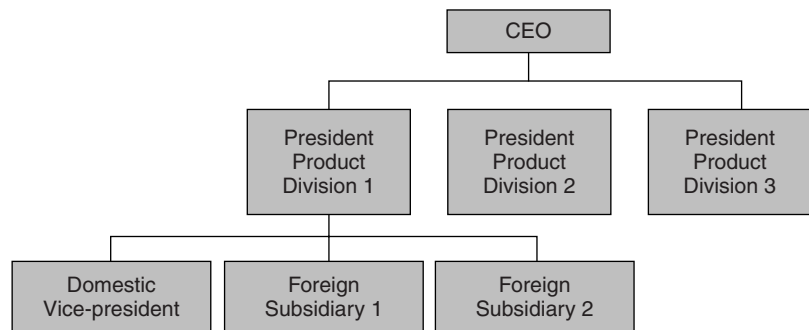 CEO
President
Product
Division 1
President
Product
Division 2
President
Product
Division 3
Domestic
Vice-president
Foreign
Subsidiary 1
Foreign
Subsidiary 2